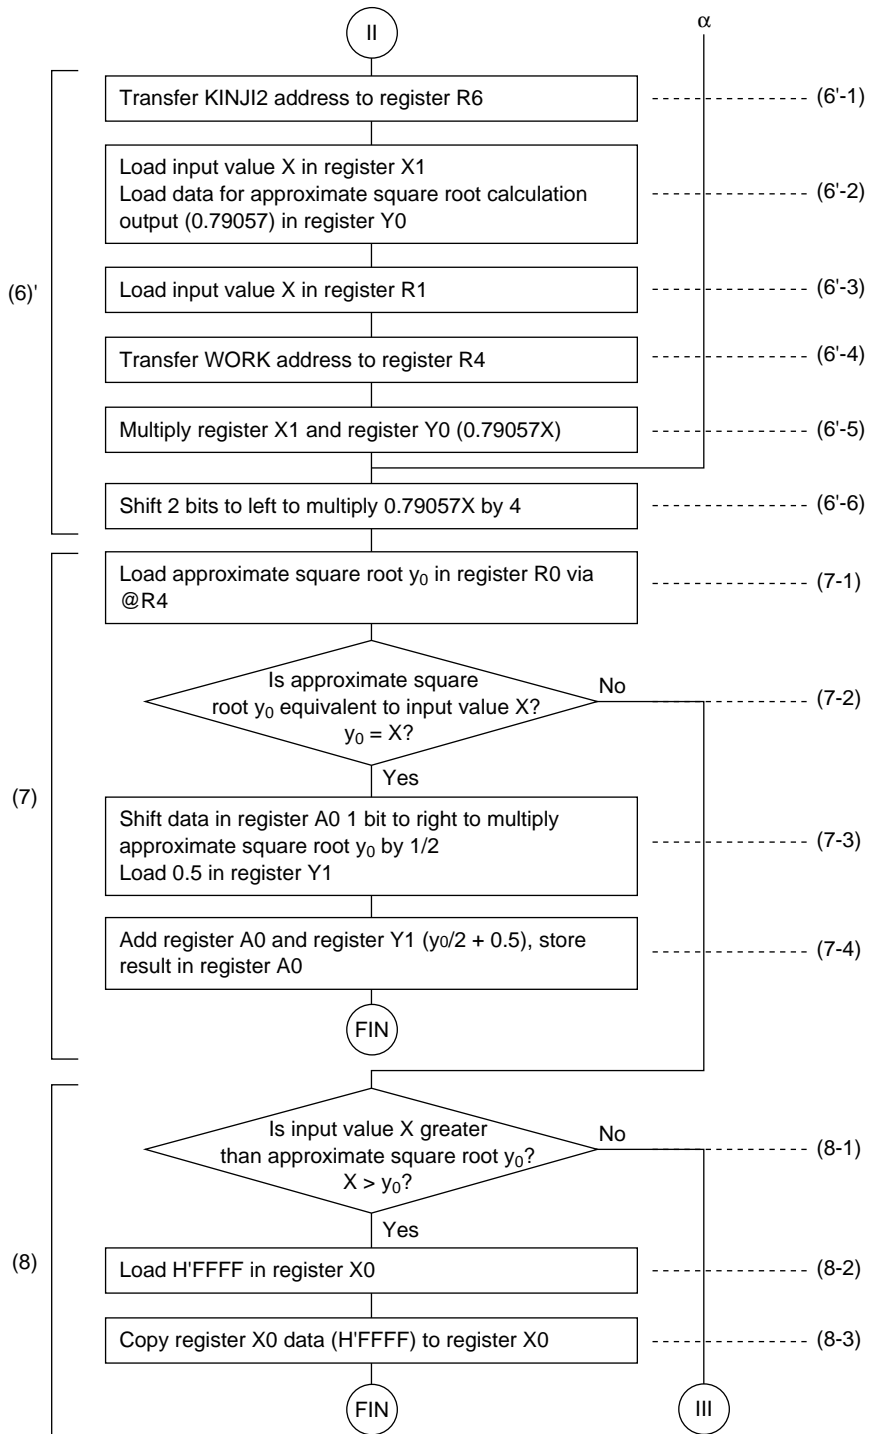 II
α
Transfer KINJI2 address to register R6
(6'-1)
Load input value X in register X1
Load data for approximate square root calculation
output (0.79057) in register Y0
(6'-2)
(6)'
Load input value X in register R1
(6'-3)
Transfer WORK address to register R4
(6'-4)
Multiply register X1 and register Y0 (0.79057X)
(6'-5)
Shift 2 bits to left to multiply 0.79057X by 4
(6'-6)
Load approximate square root y0 in register R0 via
@R4
(7-1)
Is approximate square
root y0 equivalent to input value X?
y0 = X?
No
(7-2)
Yes
(7)
Shift data in register A0 1 bit to right to multiply
approximate square root y0 by 1/2
Load 0.5 in register Y1
(7-3)
Add register A0 and register Y1 (y0/2 + 0.5), store
result in register A0
(7-4)
FIN
Is input value X greater
than approximate square root y0?
X > y0?
No
(8-1)
Yes
(8)
Load H'FFFF in register X0
(8-2)
Copy register X0 data (H'FFFF) to register X0
(8-3)
FIN
III